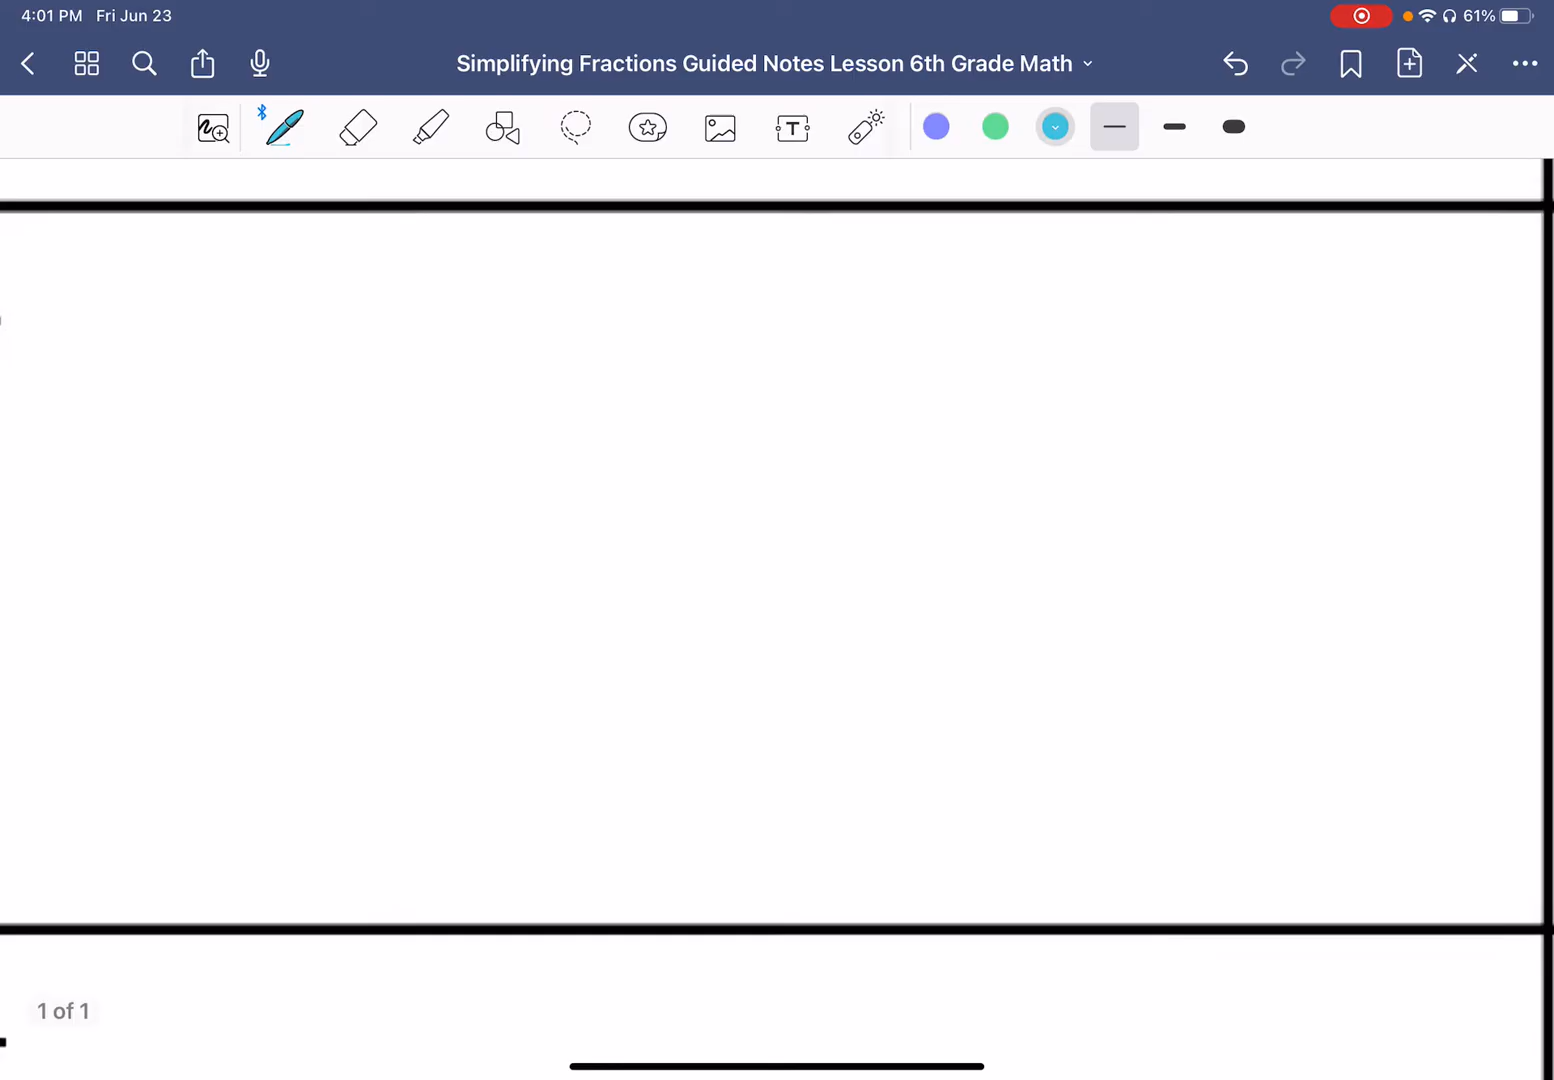 4:01 PM Fri Jun 23
61%
Simplifying Fractions Guided Notes Lesson 6th Grade Math
T
1 of 1